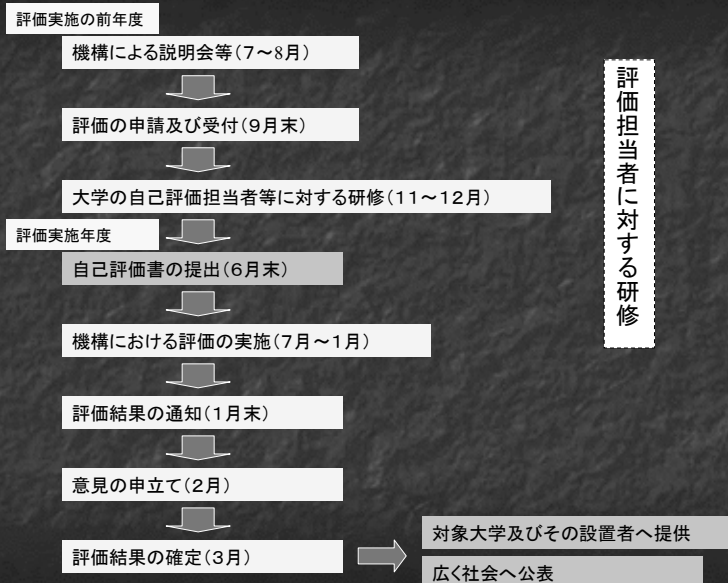 評価実施の前年度
機構による説明会等(7～8月)
評価の申請及び受付(9月末)
大学の自己評価担当者等に対する研修(11～12月)
評価実施年度
自己評価書の提出(6月末)
機構における評価の実施(7月～1月)
評価結果の通知(1月末)
意見の申立て(2月)
評価結果の確定(3月)
対象大学及びその設置者へ提供
広く社会へ公表
評価担当者に対する研修